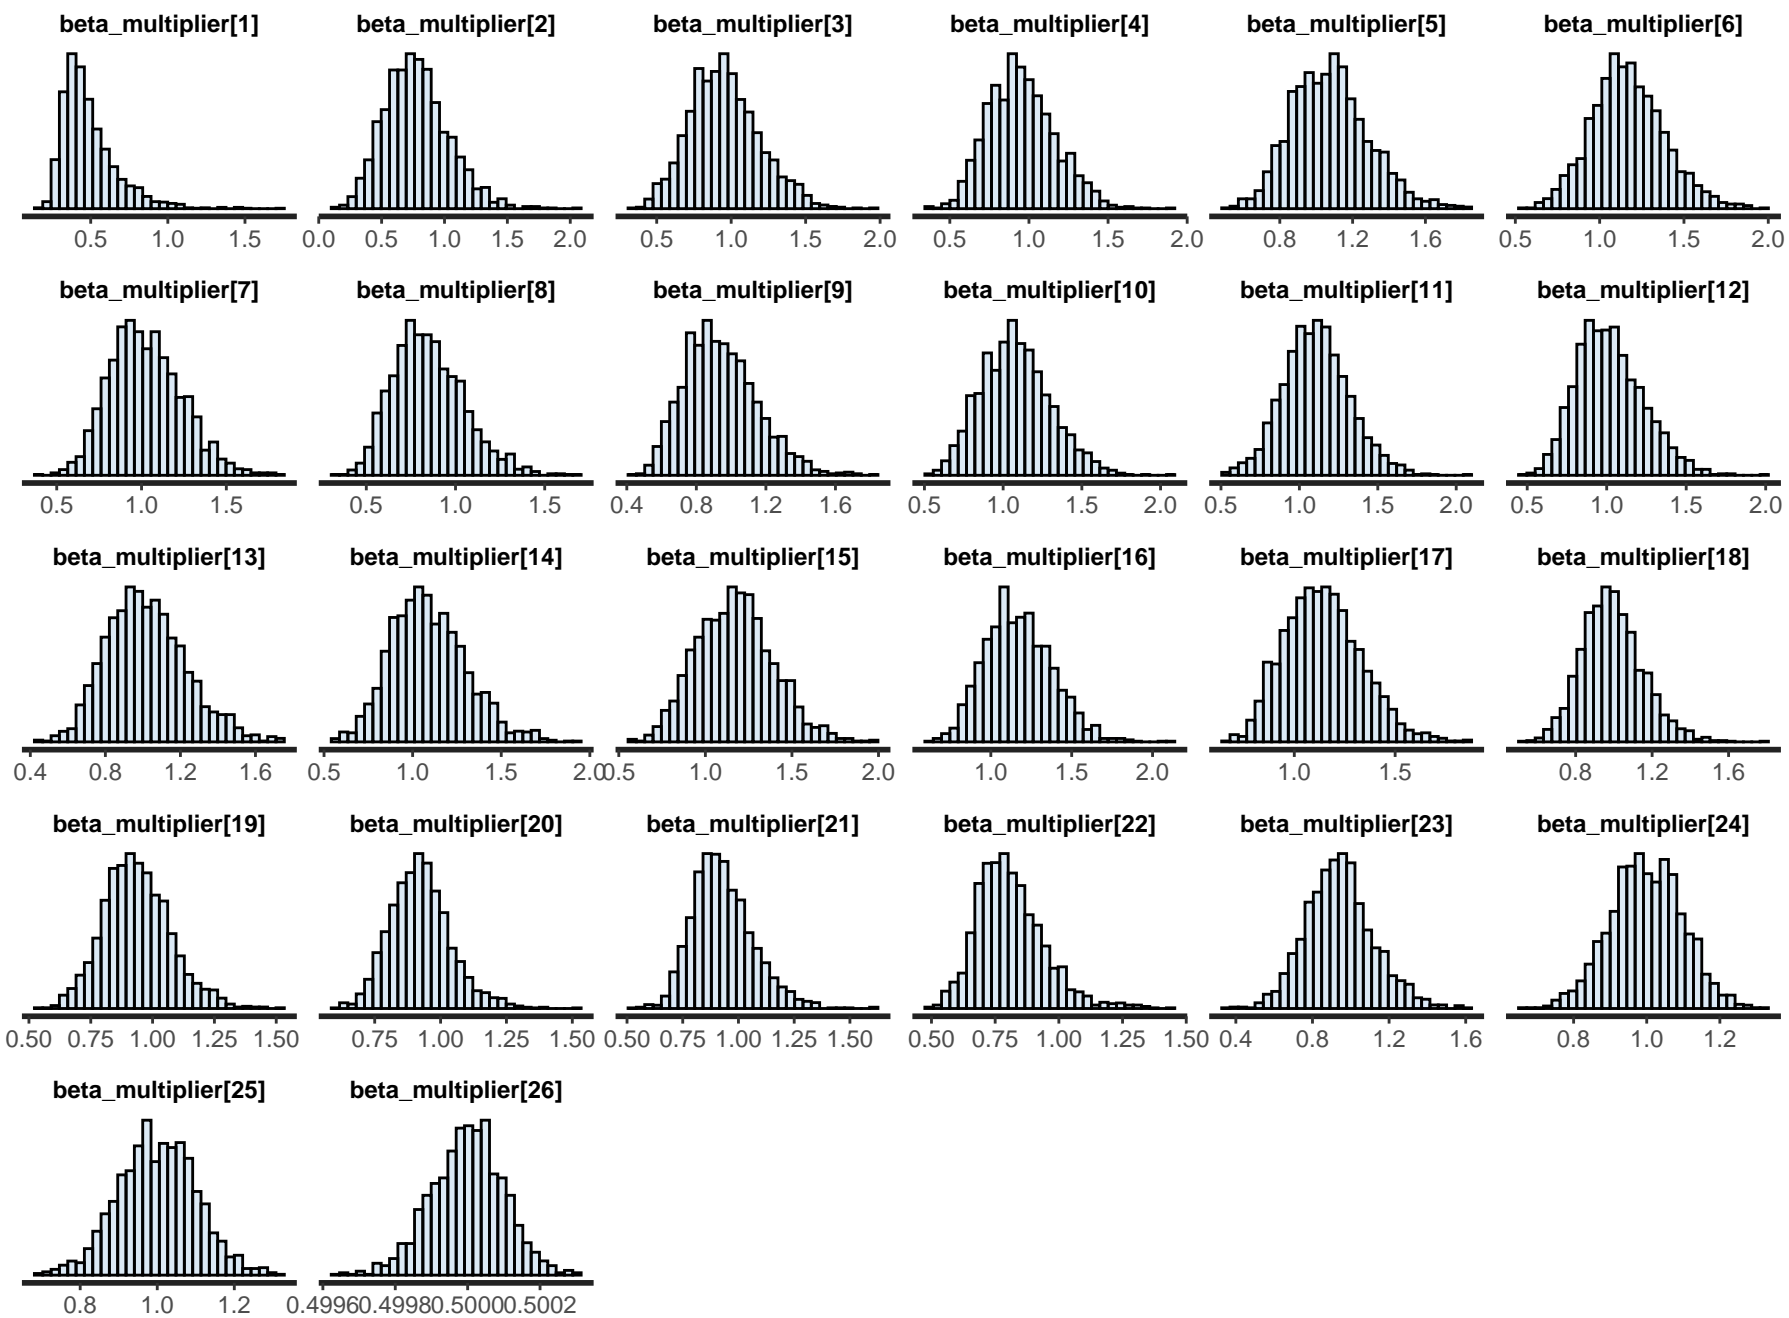 beta_multiplier[1] beta_multiplier[2] beta_multiplier[3] beta_multiplier[4] beta_multiplier[5] beta_multiplier[6]
0.5 1.0 1.5 0.0 0.5 1.0 1.5 2.0 0.5 1.0 1.5 2.0 0.5 1.0 1.5 2.0 0.8 1.2 1.6 0.5 1.0 1.5 2.0
beta_multiplier[7] beta_multiplier[8] beta_multiplier[9] beta_multiplier[10] beta_multiplier[11] beta_multiplier[12]
0.5 1.0 1.5 0.5 1.0 1.5 0.4 0.8 1.2 1.6 0.5 1.0 1.5 2.0 0.5 1.0 1.5 2.0 0.5 1.0 1.5 2.0
beta_multiplier[13] beta_multiplier[14] beta_multiplier[15] beta_multiplier[16] beta_multiplier[17] beta_multiplier[18]
0.4 0.8 1.2 1.6 0.5 1.0 1.5 2.0 0.5 1.0 1.5 2.0 1.0 1.5 2.0 1.0 1.5 0.8 1.2 1.6
beta_multiplier[19] beta_multiplier[20] beta_multiplier[21] beta_multiplier[22] beta_multiplier[23] beta_multiplier[24]
0.50 0.75 1.00 1.25 1.50 0.75 1.00 1.25 1.50 0.50 0.75 1.00 1.25 1.50 0.50 0.75 1.00 1.25 1.50 0.4 0.8 1.2 1.6 0.8 1.0 1.2
beta_multiplier[25] beta_multiplier[26]
0.8 1.0 1.2 0.4996 0.4998 0.5000 0.5002